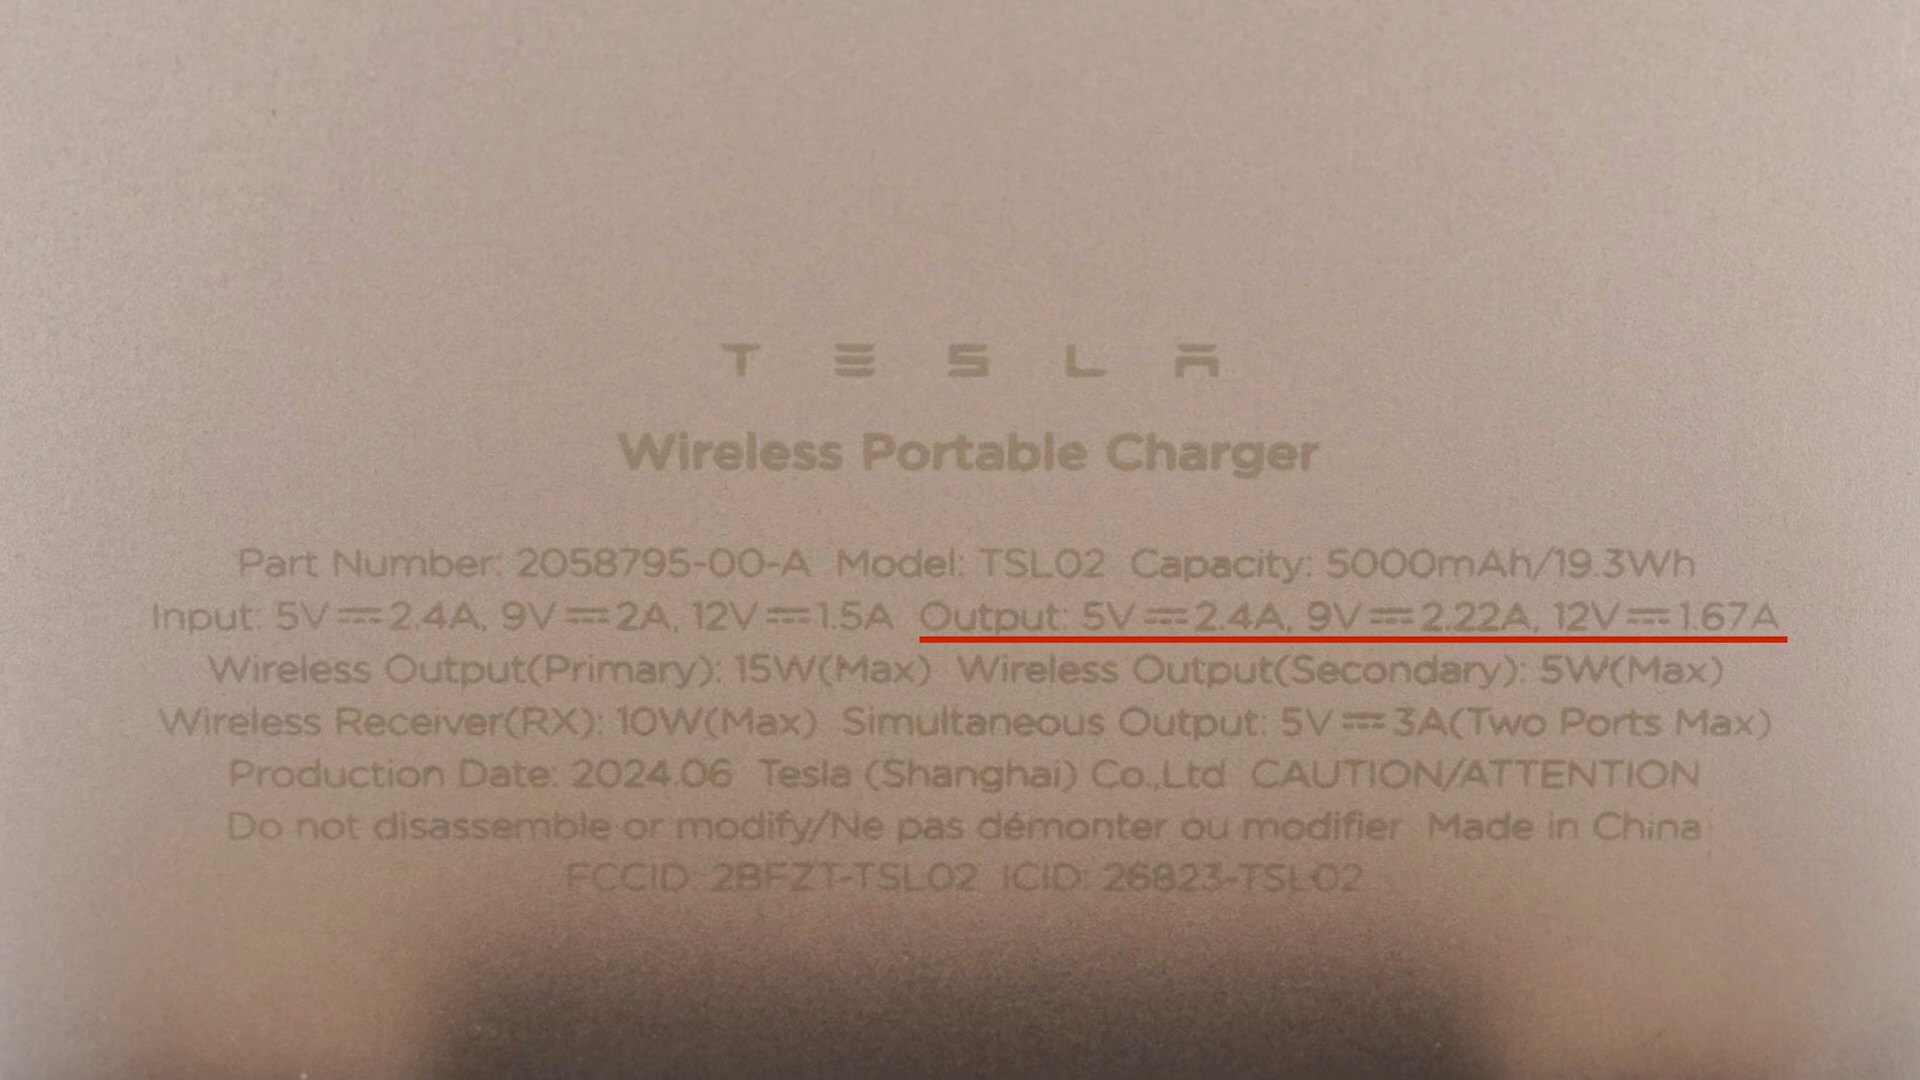 TESLA
Wireless Portable Charger
Part Number: 2058795-00-A Model: TSL02 Capacity: 5000mAh/19.3Wh
Input: 5V⎓2.4A, 9V⎓2A, 12V⎓1.5A Output: 5V⎓2.4A, 9V⎓2.22A, 12V⎓1.67A
Wireless Output(Primary): 15W(Max) Wireless Output(Secondary): 5W(Max)
Wireless Receiver(RX): 10W(Max) Simultaneous Output: 5V⎓3A(Two Ports Max)
Production Date: 2024.06 Tesla (Shanghai) Co.,Ltd CAUTION/ATTENTION
Do not disassemble or modify/Ne pas démonter ou modifier Made in China
FCCID: 2BFZT-TSL02 ICID: 26823-TSL02